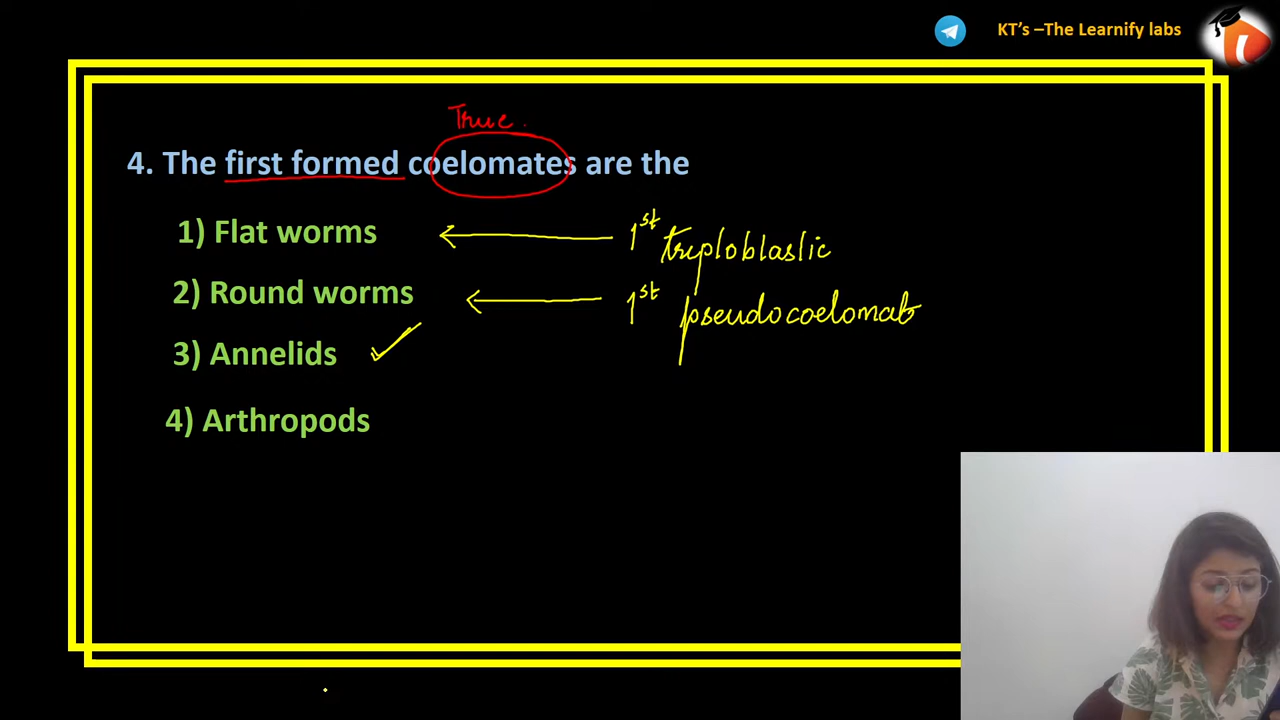 KT's –The Learnify labs
True.
4. The first formed coelomates are the
1) Flat worms
1st triploblastic
2) Round worms
1st pseudocoelomate
3) Annelids
4) Arthropods